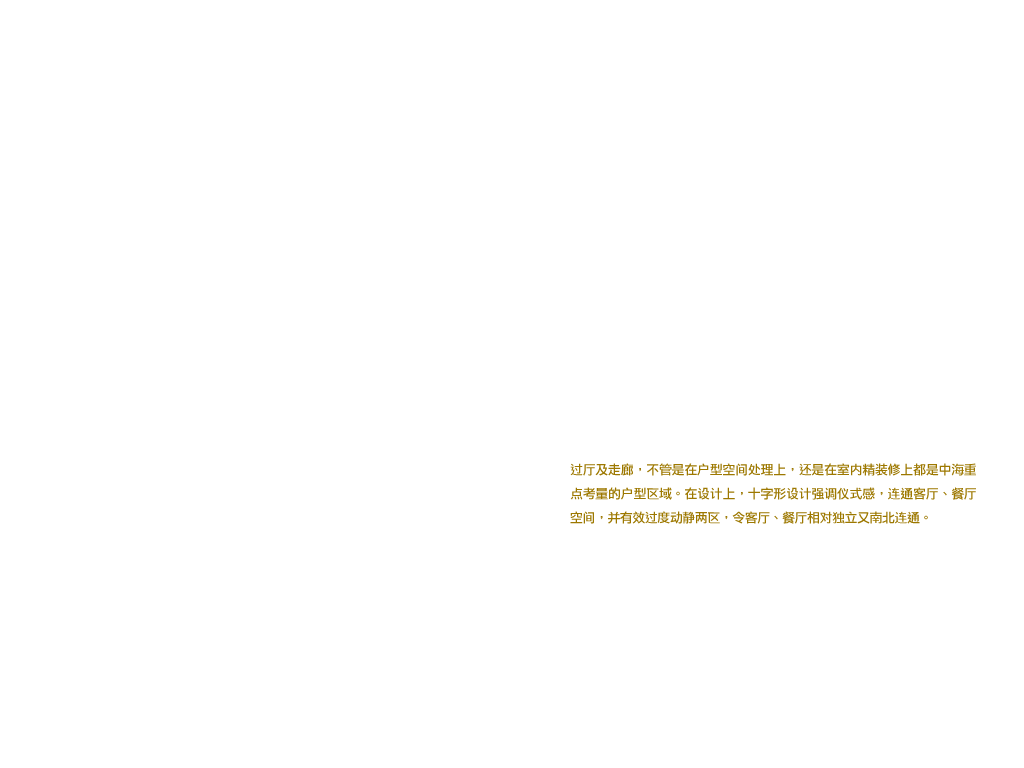 过厅及走廊，不管是在户型空间处理上，还是在室内精装修上都是中海重
点考量的户型区域。在设计上，十字形设计强调仪式感，连通客厅、餐厅
空间，并有效过度动静两区，令客厅、餐厅相对独立又南北连通。